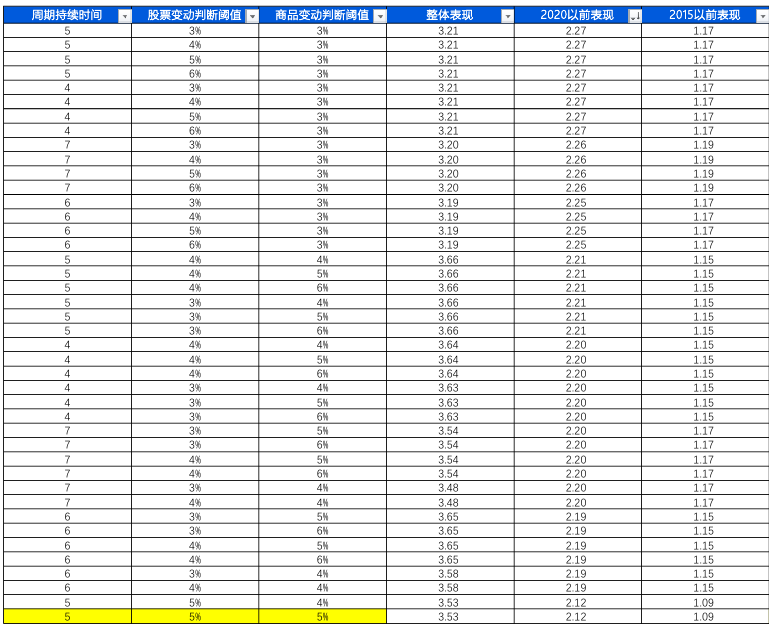 周期持续时间 股票变动判断阈值 商品变动判断阈值 整体表现 2020以前表现 2015以前表现
5 3% 3% 3.21 2.27 1.17
5 4% 3% 3.21 2.27 1.17
5 5% 3% 3.21 2.27 1.17
5 6% 3% 3.21 2.27 1.17
4 3% 3% 3.21 2.27 1.17
4 4% 3% 3.21 2.27 1.17
4 5% 3% 3.21 2.27 1.17
4 6% 3% 3.21 2.27 1.17
7 3% 3% 3.20 2.26 1.19
7 4% 3% 3.20 2.26 1.19
7 5% 3% 3.20 2.26 1.19
7 6% 3% 3.20 2.26 1.19
6 3% 3% 3.19 2.25 1.17
6 4% 3% 3.19 2.25 1.17
6 5% 3% 3.19 2.25 1.17
6 6% 3% 3.19 2.25 1.17
5 4% 4% 3.66 2.21 1.15
5 4% 5% 3.66 2.21 1.15
5 4% 6% 3.66 2.21 1.15
5 3% 4% 3.66 2.21 1.15
5 3% 5% 3.66 2.21 1.15
5 3% 6% 3.66 2.21 1.15
4 4% 4% 3.64 2.20 1.15
4 4% 5% 3.64 2.20 1.15
4 4% 6% 3.64 2.20 1.15
4 3% 4% 3.63 2.20 1.15
4 3% 5% 3.63 2.20 1.15
4 3% 6% 3.63 2.20 1.15
7 3% 5% 3.54 2.20 1.17
7 3% 6% 3.54 2.20 1.17
7 4% 5% 3.54 2.20 1.17
7 4% 6% 3.54 2.20 1.17
7 3% 4% 3.48 2.20 1.17
7 4% 4% 3.48 2.20 1.17
6 3% 5% 3.65 2.19 1.15
6 3% 6% 3.65 2.19 1.15
6 4% 5% 3.65 2.19 1.15
6 4% 6% 3.65 2.19 1.15
6 3% 4% 3.58 2.19 1.15
6 4% 4% 3.58 2.19 1.15
5 5% 4% 3.53 2.12 1.09
5 5% 5% 3.53 2.12 1.09